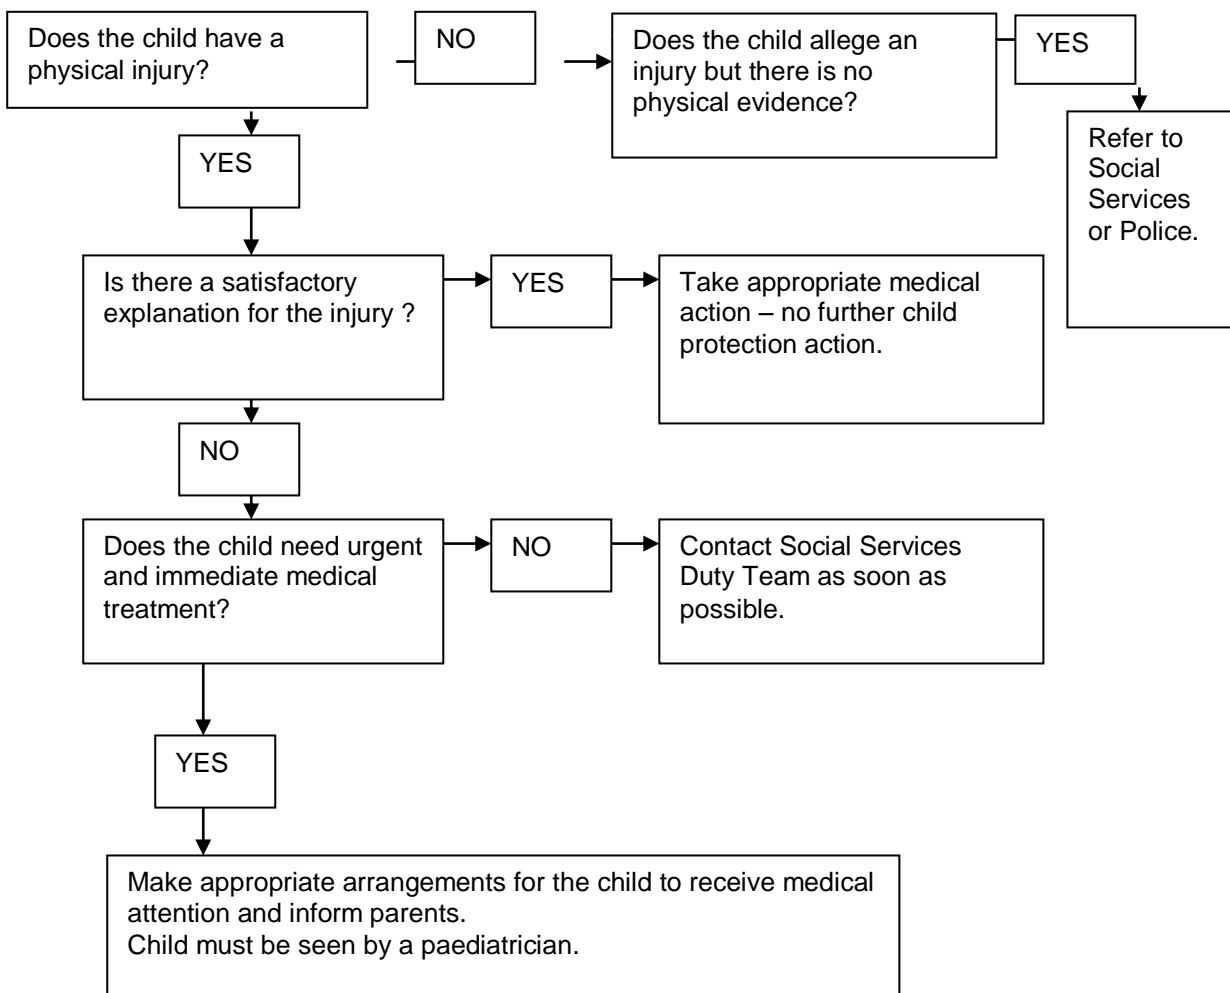 Does the child have a
physical injury?
NO
Does the child allege an
injury but there is no
physical evidence?
YES
Refer to
Social
Services
or Police.
YES
Is there a satisfactory
explanation for the injury ?
YES
Take appropriate medical
action – no further child
protection action.
NO
Does the child need urgent
and immediate medical
treatment?
NO
Contact Social Services
Duty Team as soon as
possible.
YES
Make appropriate arrangements for the child to receive medical
attention and inform parents.
Child must be seen by a paediatrician.